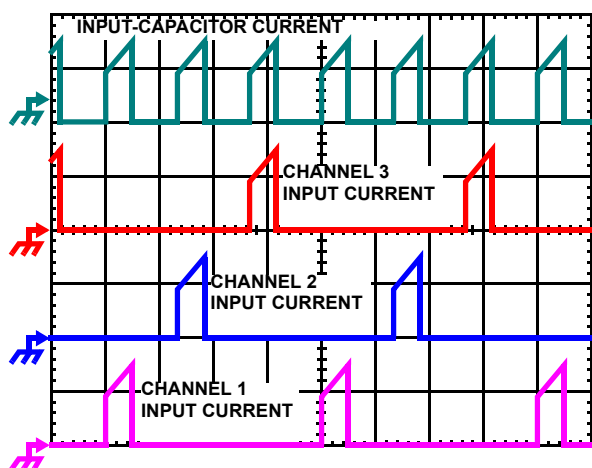 INPUT-CAPACITOR CURRENT
CHANNEL 3
INPUT CURRENT
CHANNEL 2
INPUT CURRENT
CHANNEL 1
INPUT CURRENT